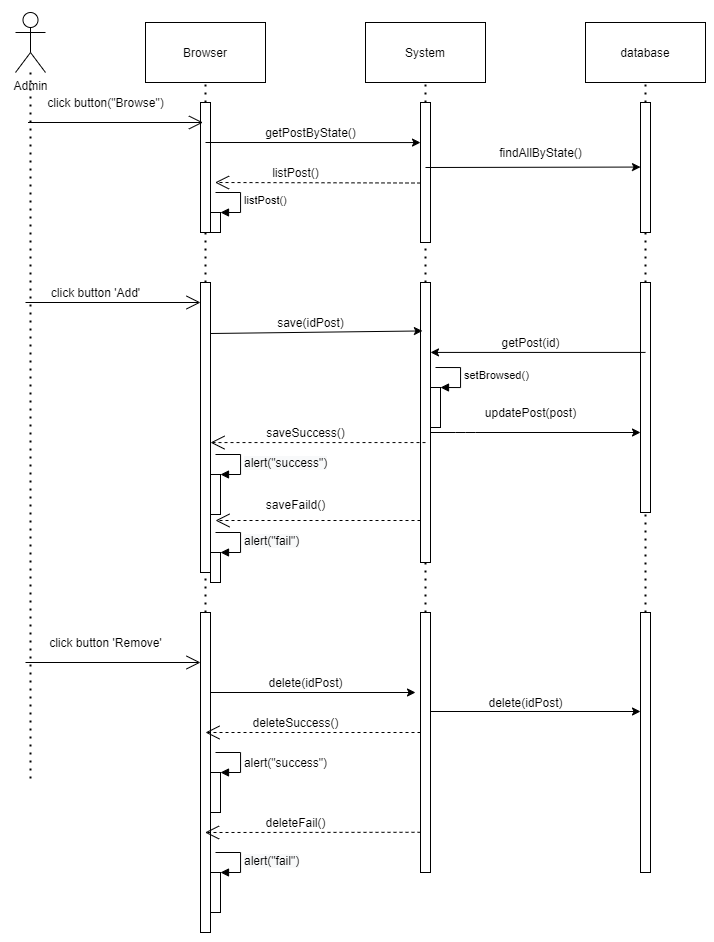 Browser
System
database
Admin
click button("Browse")
getPostByState()
findAllByState()
listPost()
listPost()
click button 'Add'
save(idPost)
getPost(id)
setBrowsed()
updatePost(post)
saveSuccess()
alert("success")
saveFaild()
alert("fail")
click button 'Remove'
delete(idPost)
delete(idPost)
deleteSuccess()
alert("success")
deleteFail()
alert("fail")